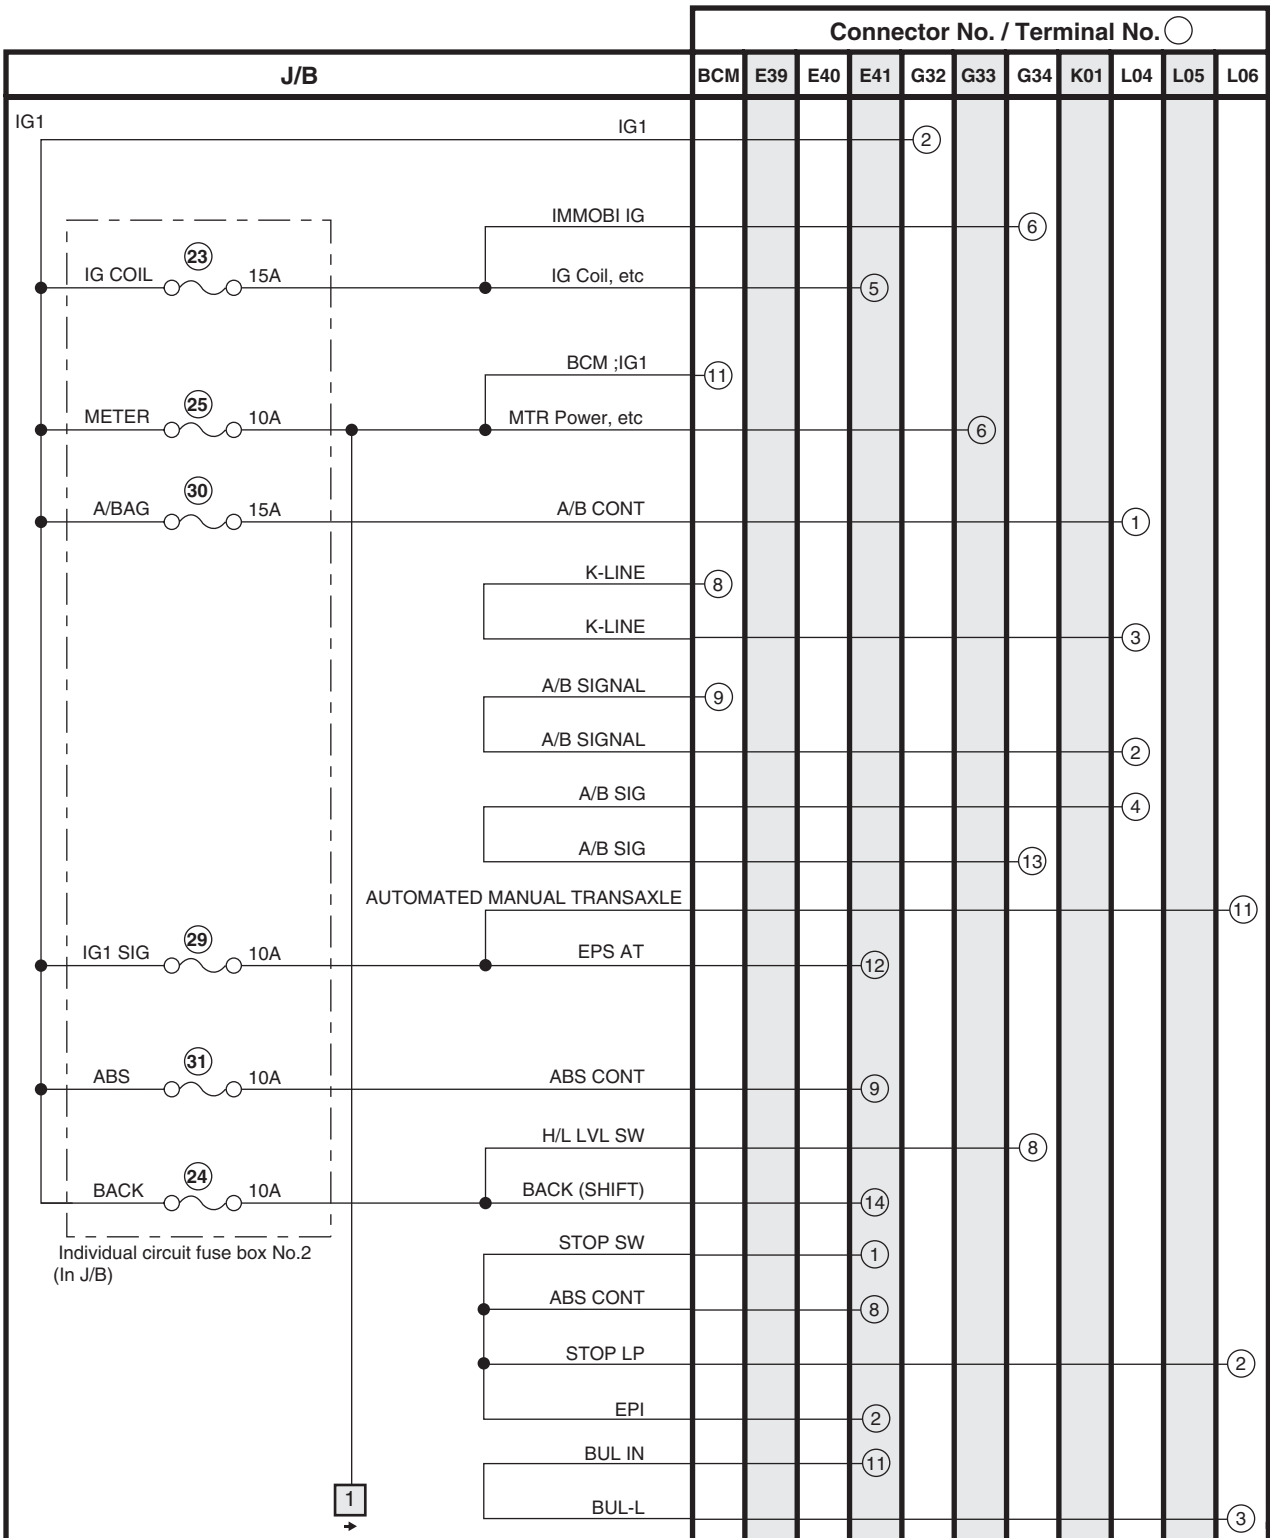 Connector No. / Terminal No.
J/B BCM E39 E40 E41 G32 G33 G34 K01 L04 L05 L06
IG1 IG1 2
IMMOBI IG 6
23
IG COIL 15A IG Coil, etc 5
BCM ;IG1 11
25
METER 10A MTR Power, etc 6
30
A/BAG 15A A/B CONT 1
K-LINE 8
K-LINE 3
A/B SIGNAL 9
A/B SIGNAL 2
A/B SIG 4
A/B SIG 13
AUTOMATED MANUAL TRANSAXLE 11
29
IG1 SIG 10A EPS AT 12
31
ABS 10A ABS CONT 9
H/L LVL SW 8
24
BACK 10A BACK (SHIFT) 14
Individual circuit fuse box No.2
(In J/B)
STOP SW 1
ABS CONT 8
STOP LP 2
EPI 2
BUL IN 11
1
BUL-L 3